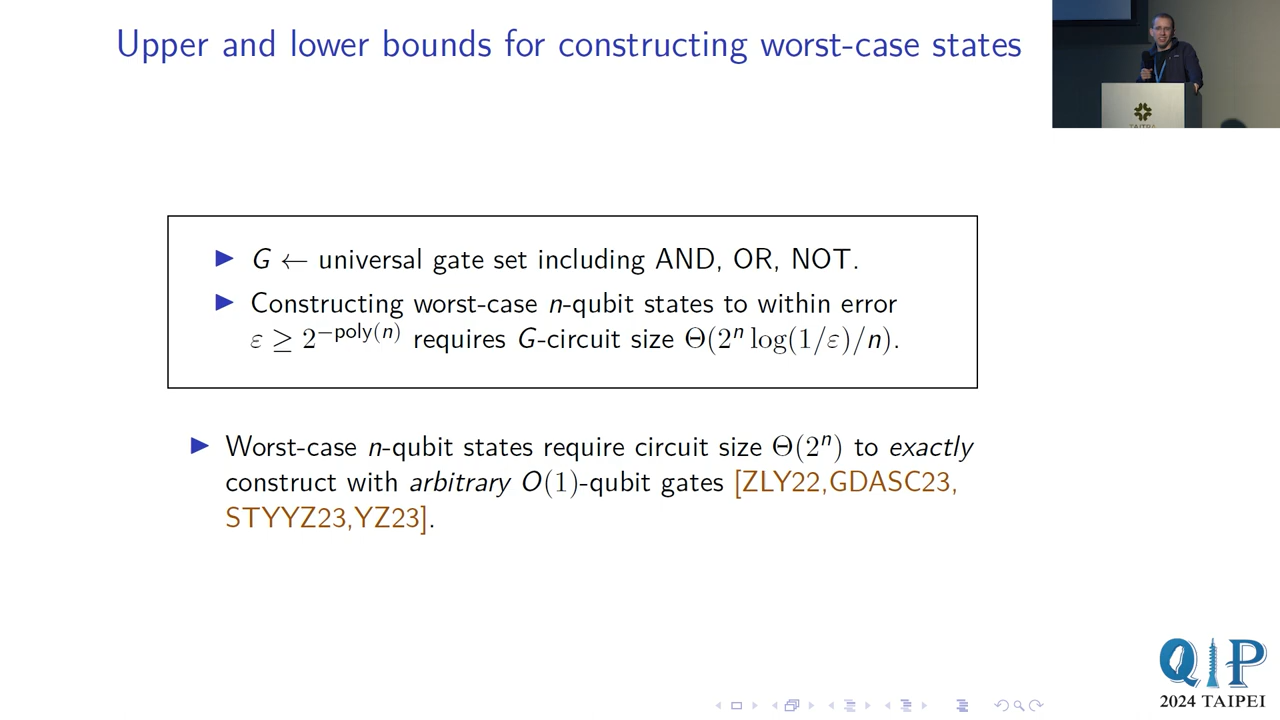 Upper and lower bounds for constructing worst-case states
▶ G ← universal gate set including AND, OR, NOT.
▶ Constructing worst-case n-qubit states to within error
ε ≥ 2^{−poly(n)} requires G-circuit size Θ(2^n log(1/ε)/n).
▶ Worst-case n-qubit states require circuit size Θ(2^n) to exactly
construct with arbitrary O(1)-qubit gates [ZLY22,GDASC23,
STYYZ23,YZ23].
TAITRA
QIP
2024 TAIPEI